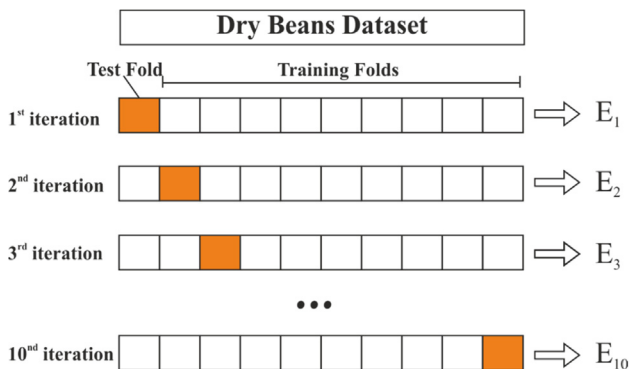 Dry Beans Dataset
Test Fold Training Folds
1st iteration E1
2nd iteration E2
3rd iteration E3
...
10nd iteration E10